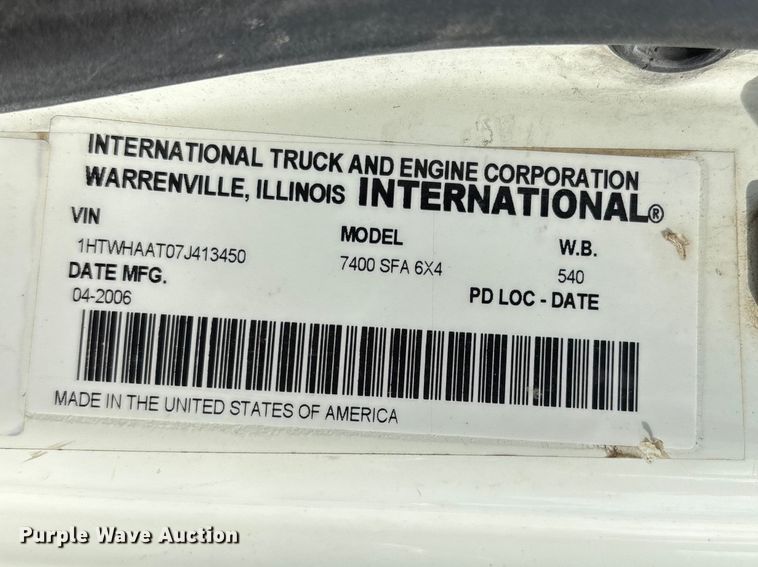 INTERNATIONAL TRUCK AND ENGINE CORPORATION
WARRENVILLE, ILLINOIS INTERNATIONAL®
VIN
1HTWHAAT07J413450
MODEL
7400 SFA 6X4
W.B.
540
DATE MFG.
04-2006
PD LOC - DATE
MADE IN THE UNITED STATES OF AMERICA
Purple Wave Auction